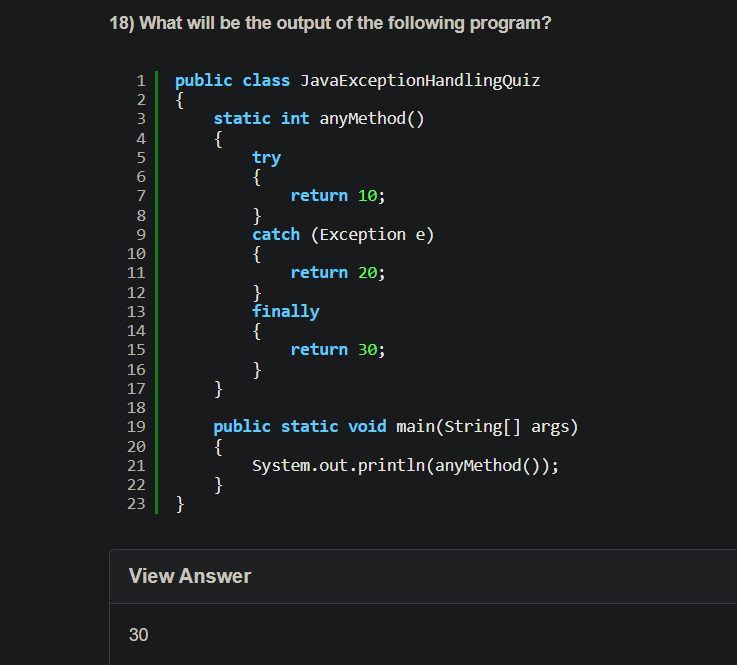 18) What will be the output of the following program?
1 public class JavaExceptionHandlingQuiz
2 {
3 static int anyMethod()
4 {
5 try
6 {
7 return 10;
8 }
9 catch (Exception e)
10 {
11 return 20;
12 }
13 finally
14 {
15 return 30;
16 }
17 }
18
19 public static void main(String[] args)
20 {
21 System.out.println(anyMethod());
22 }
23 }
View Answer
30